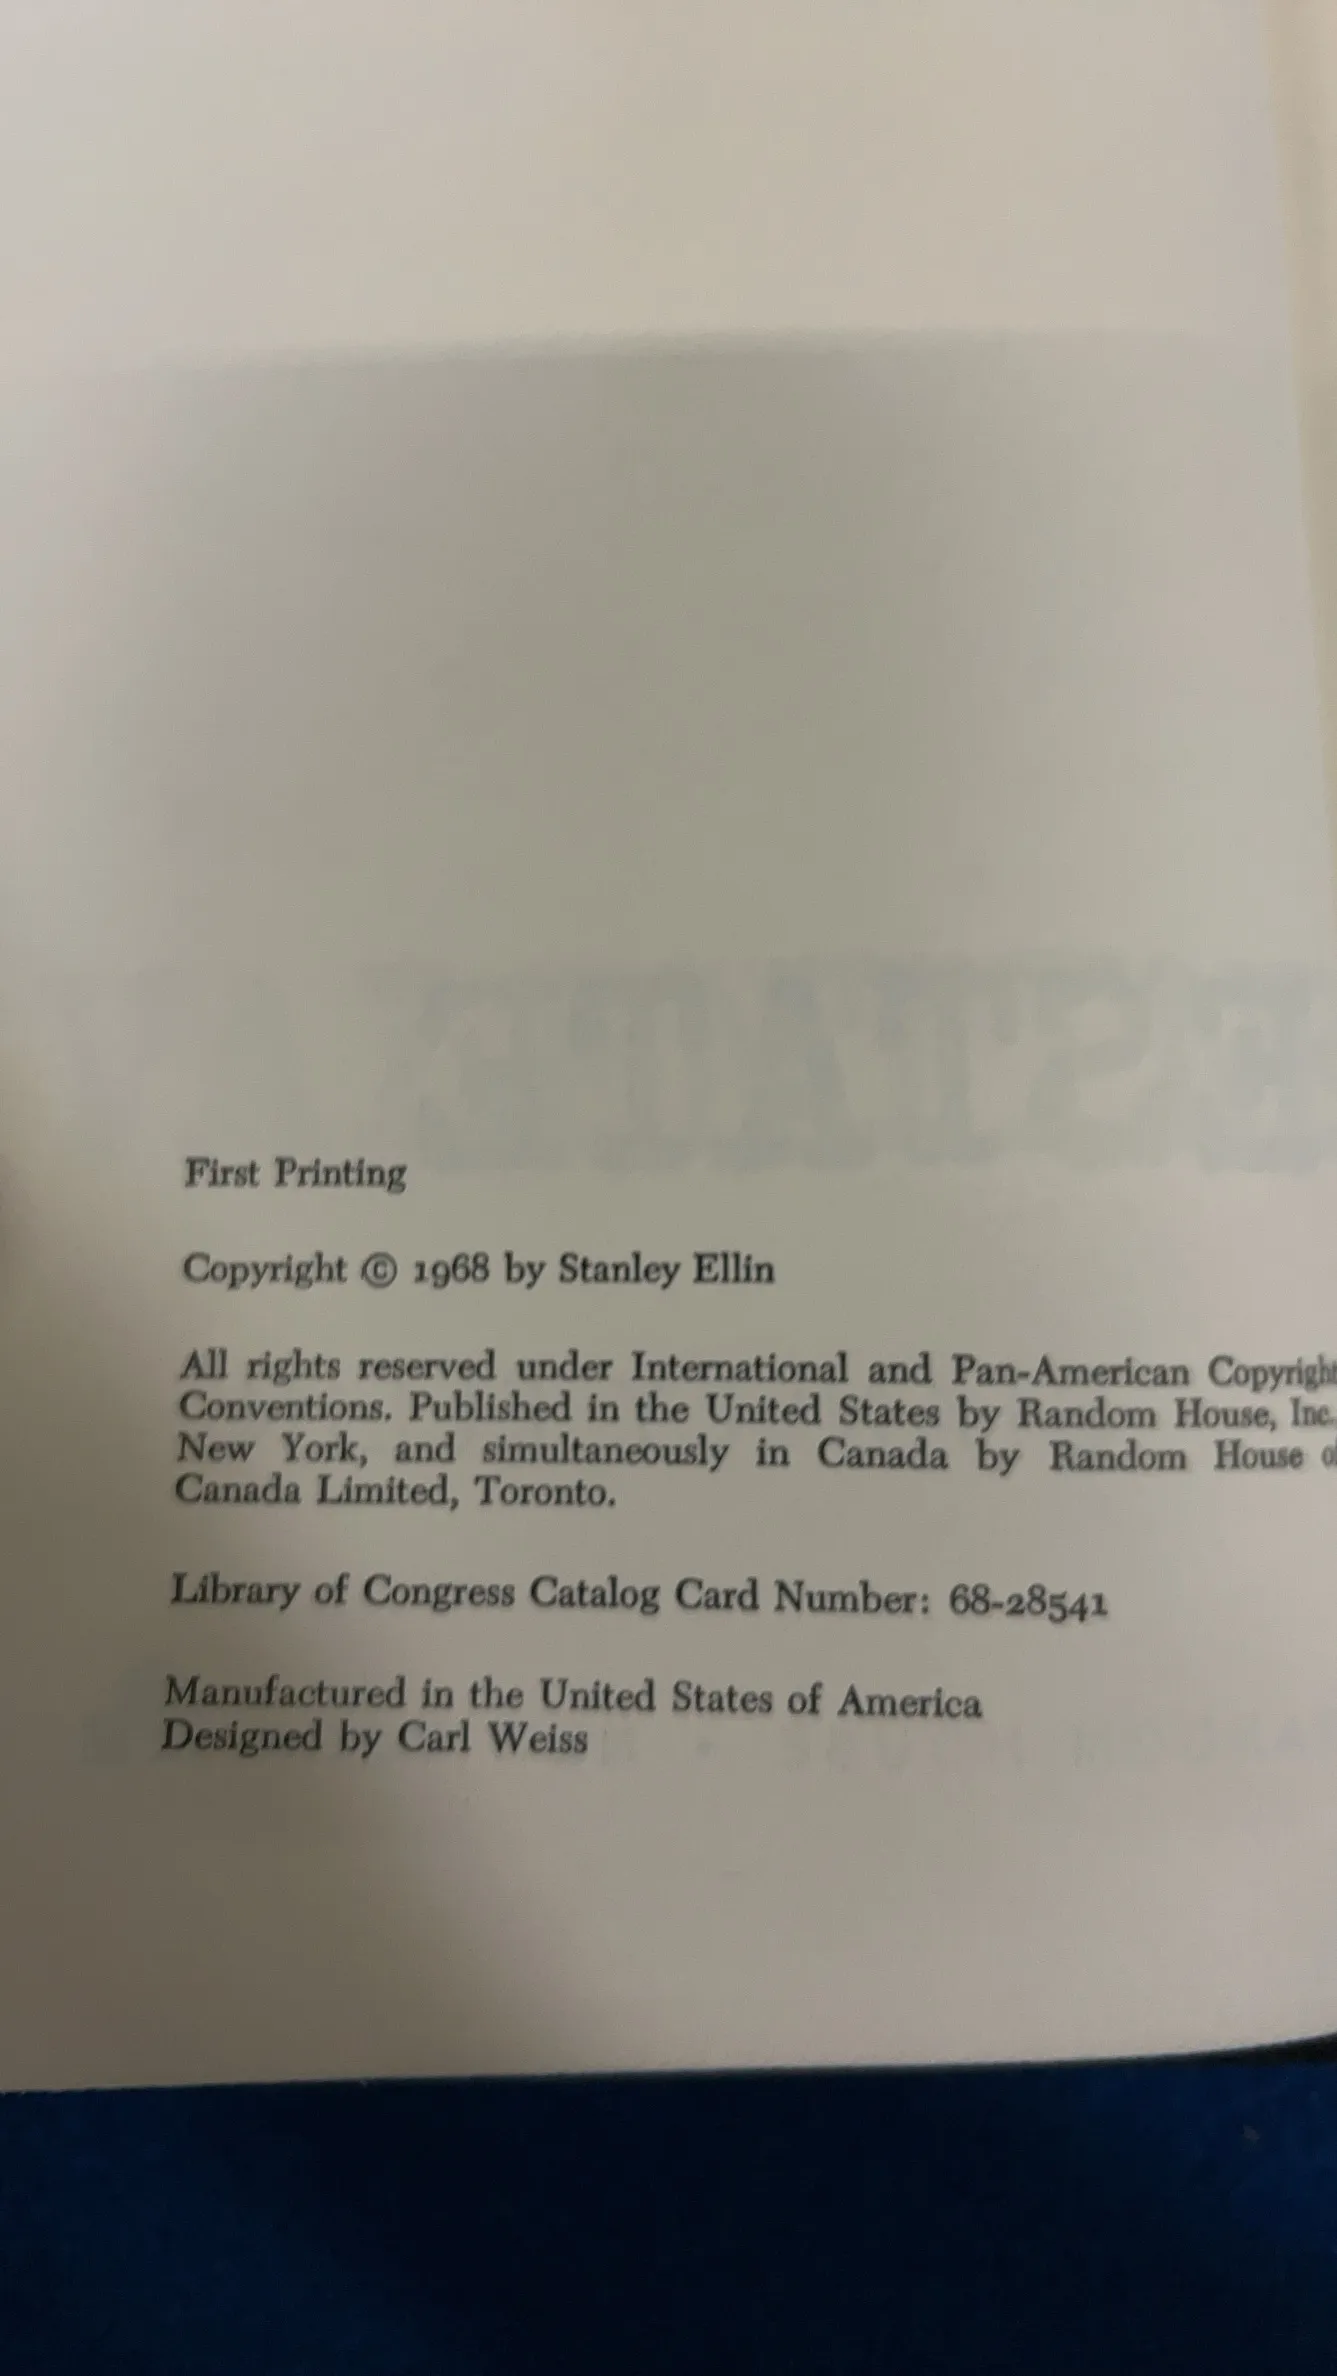 First Printing
Copyright © 1968 by Stanley Ellin
All rights reserved under International and Pan-American Copyright
Conventions. Published in the United States by Random House, Inc.
New York, and simultaneously in Canada by Random House
Canada Limited, Toronto.
Library of Congress Catalog Card Number: 68-28541
Manufactured in the United States of America
Designed by Carl Weiss